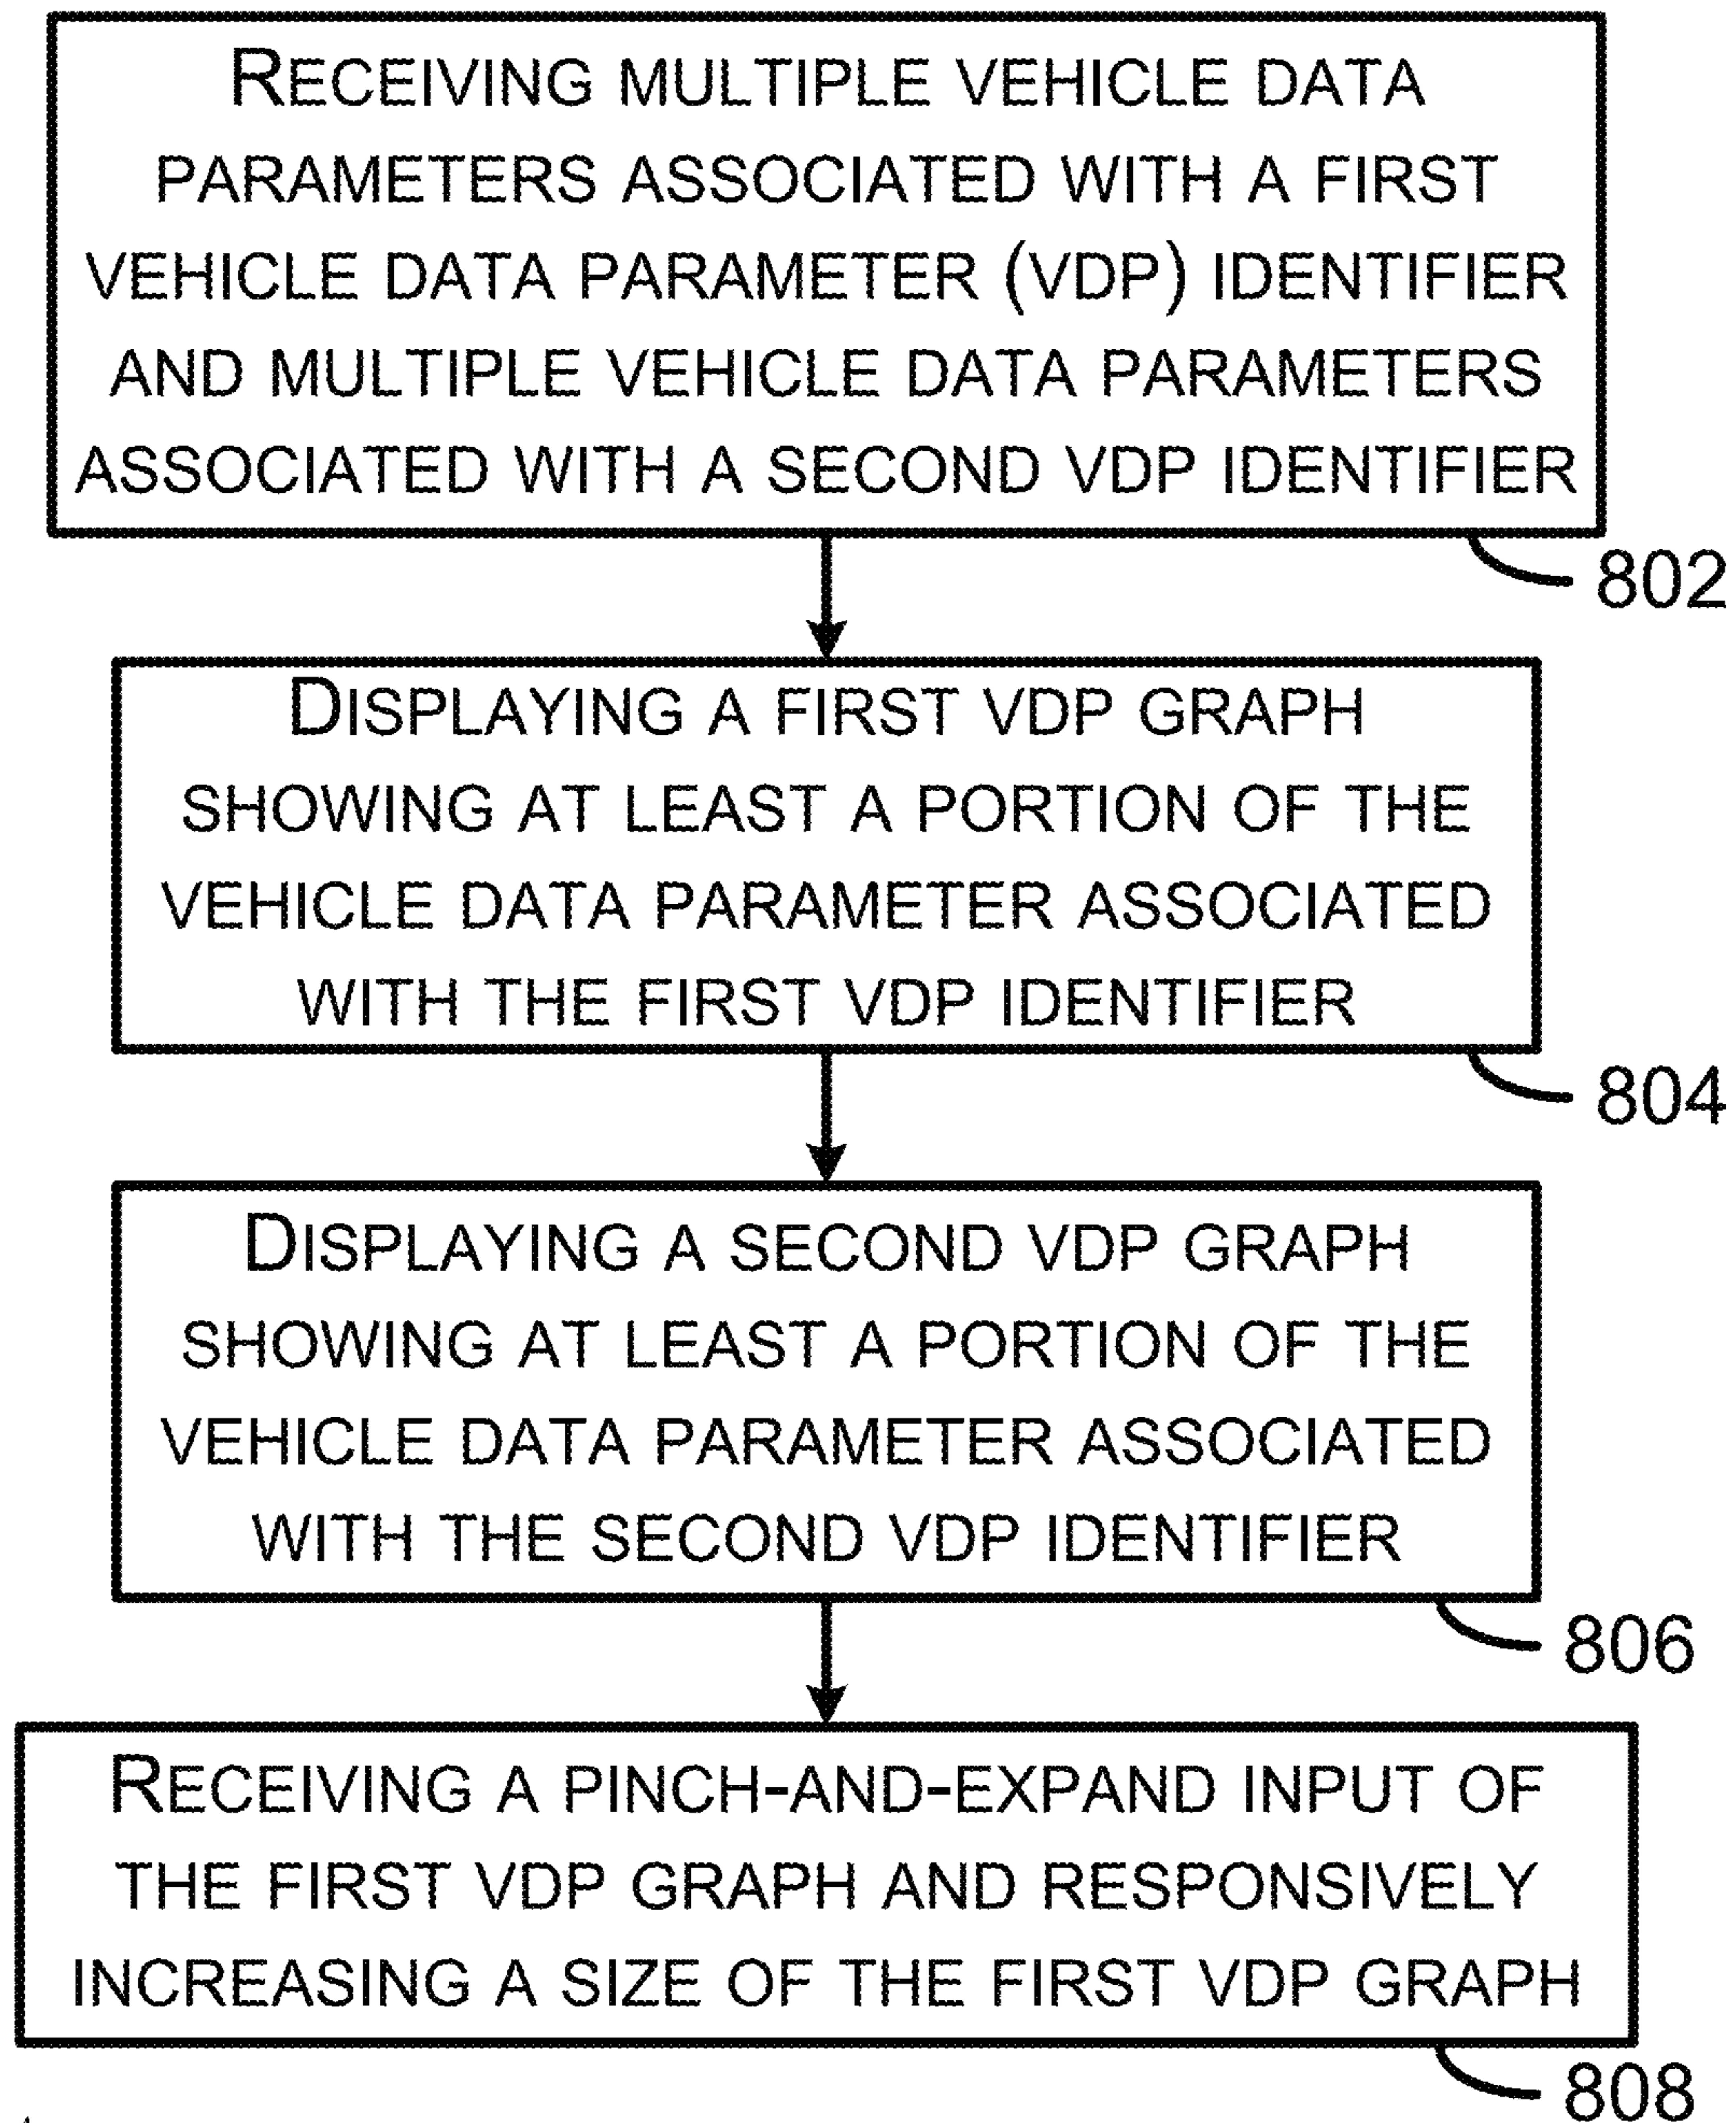 RECEIVING MULTIPLE VEHICLE DATA
PARAMETERS ASSOCIATED WITH A FIRST
VEHICLE DATA PARAMETER (VDP) IDENTIFIER
AND MULTIPLE VEHICLE DATA PARAMETERS
ASSOCIATED WITH A SECOND VDP IDENTIFIER
802
DISPLAYING A FIRST VDP GRAPH
SHOWING AT LEAST A PORTION OF THE
VEHICLE DATA PARAMETER ASSOCIATED
WITH THE FIRST VDP IDENTIFIER
804
DISPLAYING A SECOND VDP GRAPH
SHOWING AT LEAST A PORTION OF THE
VEHICLE DATA PARAMETER ASSOCIATED
WITH THE SECOND VDP IDENTIFIER
806
RECEIVING A PINCH-AND-EXPAND INPUT OF
THE FIRST VDP GRAPH AND RESPONSIVELY
INCREASING A SIZE OF THE FIRST VDP GRAPH
808